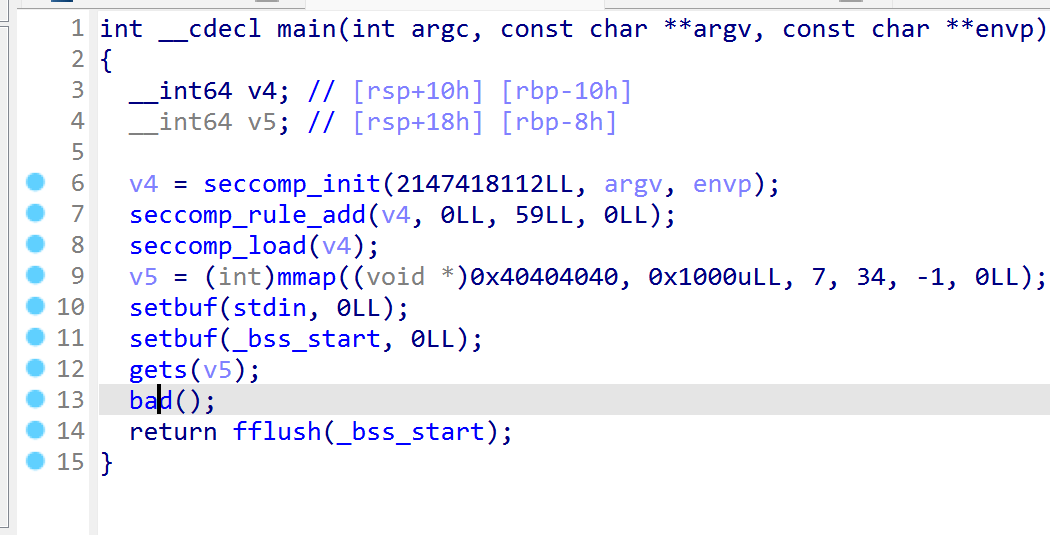 1 int __cdecl main(int argc, const char **argv, const char **envp)
2 {
3 __int64 v4; // [rsp+10h] [rbp-10h]
4 __int64 v5; // [rsp+18h] [rbp-8h]
5
6 v4 = seccomp_init(2147418112LL, argv, envp);
7 seccomp_rule_add(v4, 0LL, 59LL, 0LL);
8 seccomp_load(v4);
9 v5 = (int)mmap((void *)0x40404040, 0x1000uLL, 7, 34, -1, 0LL);
10 setbuf(stdin, 0LL);
11 setbuf(_bss_start, 0LL);
12 gets(v5);
13 bad();
14 return fflush(_bss_start);
15 }